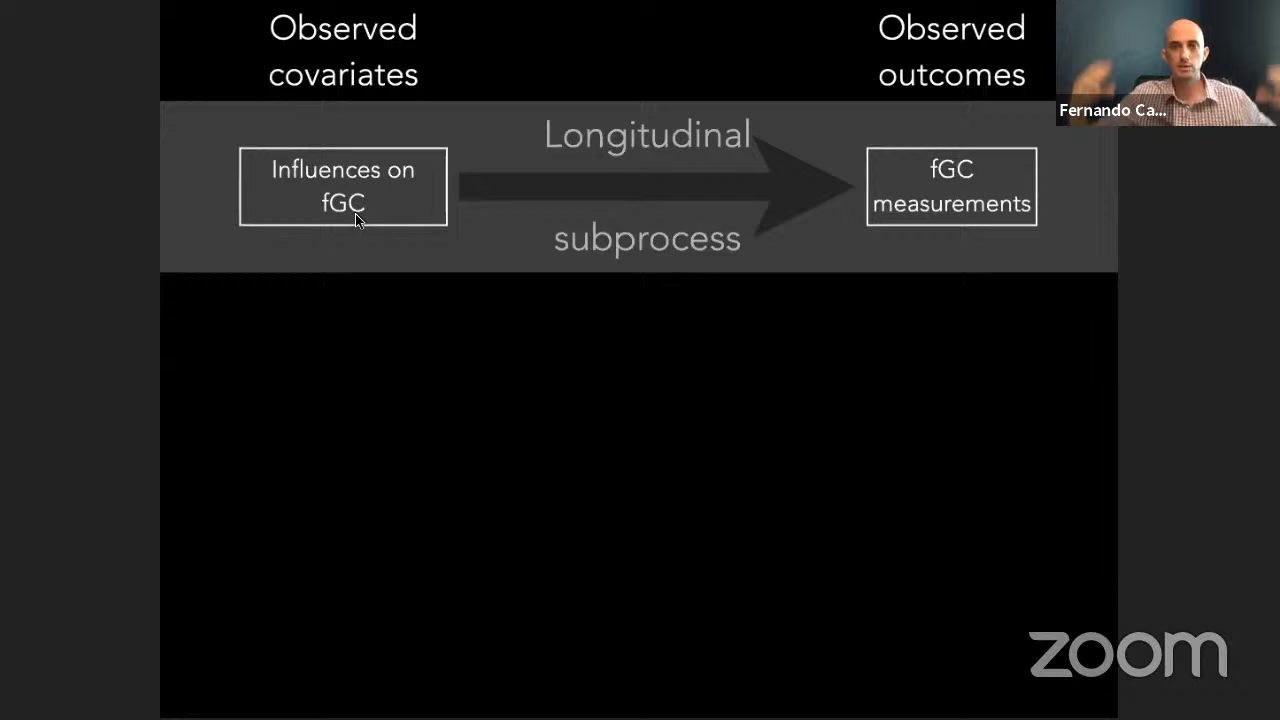 Observed
covariates
Observed
outcomes
Fernando Ca...
Longitudinal
Influences on
fGC
fGC
measurements
subprocess
zoom